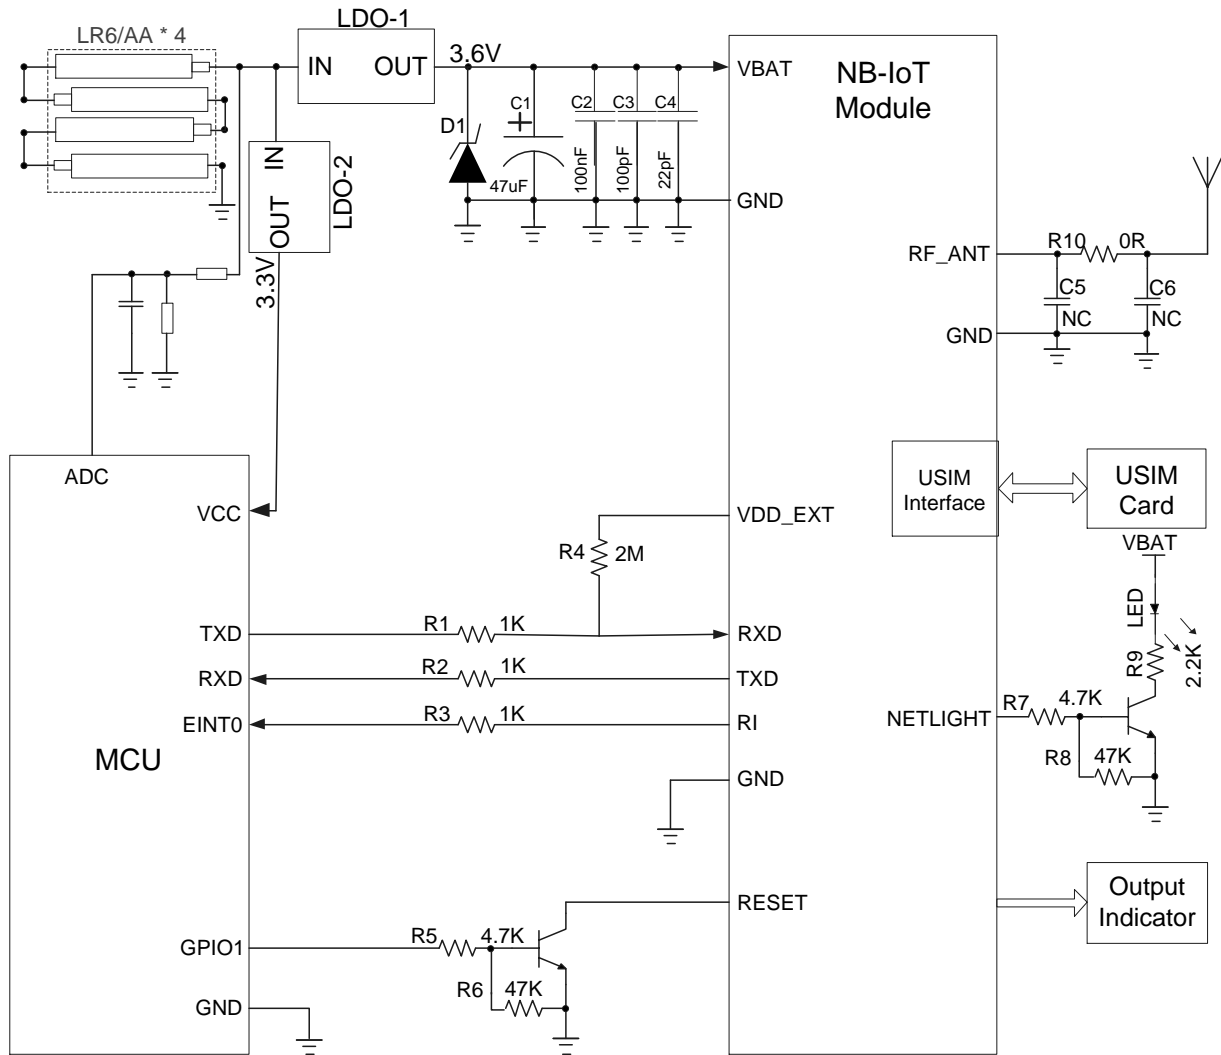 LR6/AA * 4
LDO-1
IN
OUT
3.6V
VBAT
NB-IoT
Module
D1
C1
47uF
C2
100nF
C3
100pF
C4
22pF
GND
IN
OUT
LDO-2
3.3V
RF_ANT
R10
0R
C5
NC
C6
NC
GND
ADC
VCC
USIM
Interface
USIM
Card
VDD_EXT
R4
2M
VBAT
LED
R9
2.2K
TXD
R1
1K
RXD
RXD
R2
1K
TXD
EINT0
R3
1K
RI
NETLIGHT
R7
4.7K
R8
47K
MCU
GND
RESET
Output
Indicator
GPIO1
R5
4.7K
R6
47K
GND